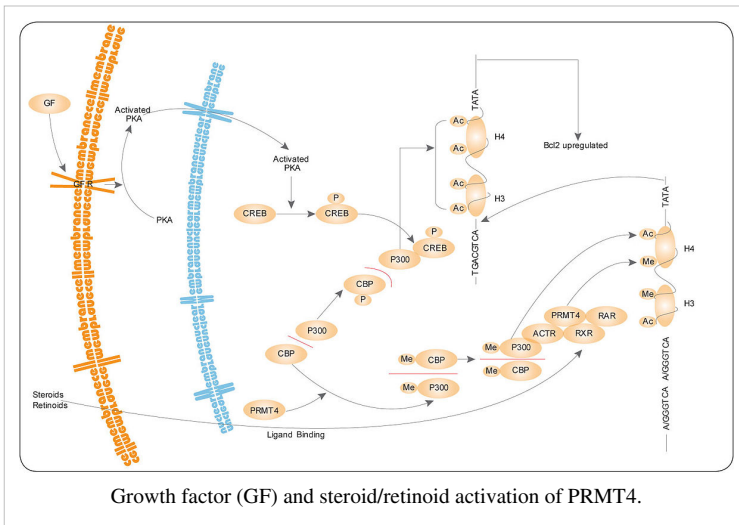 GF
GF R
Activated
PKA
PKA
Activated
PKA
CREB
P
CREB
P
CREB
P300
CBP
P
P300
CBP
PRMT4
Steroids
Retinoids
Ligand Binding
Me CBP
Me P300
Me P300
Me CBP
ACTR
PRMT4
RXR
RAR
TATA
Ac
H4
Ac
Ac
H3
Ac
TGACGTCA
Bcl2 upregulated
TATA
Ac
H4
Me
Me
H3
Ac
A/GGGTCA A/GGGTCA
Growth factor (GF) and steroid/retinoid activation of PRMT4.